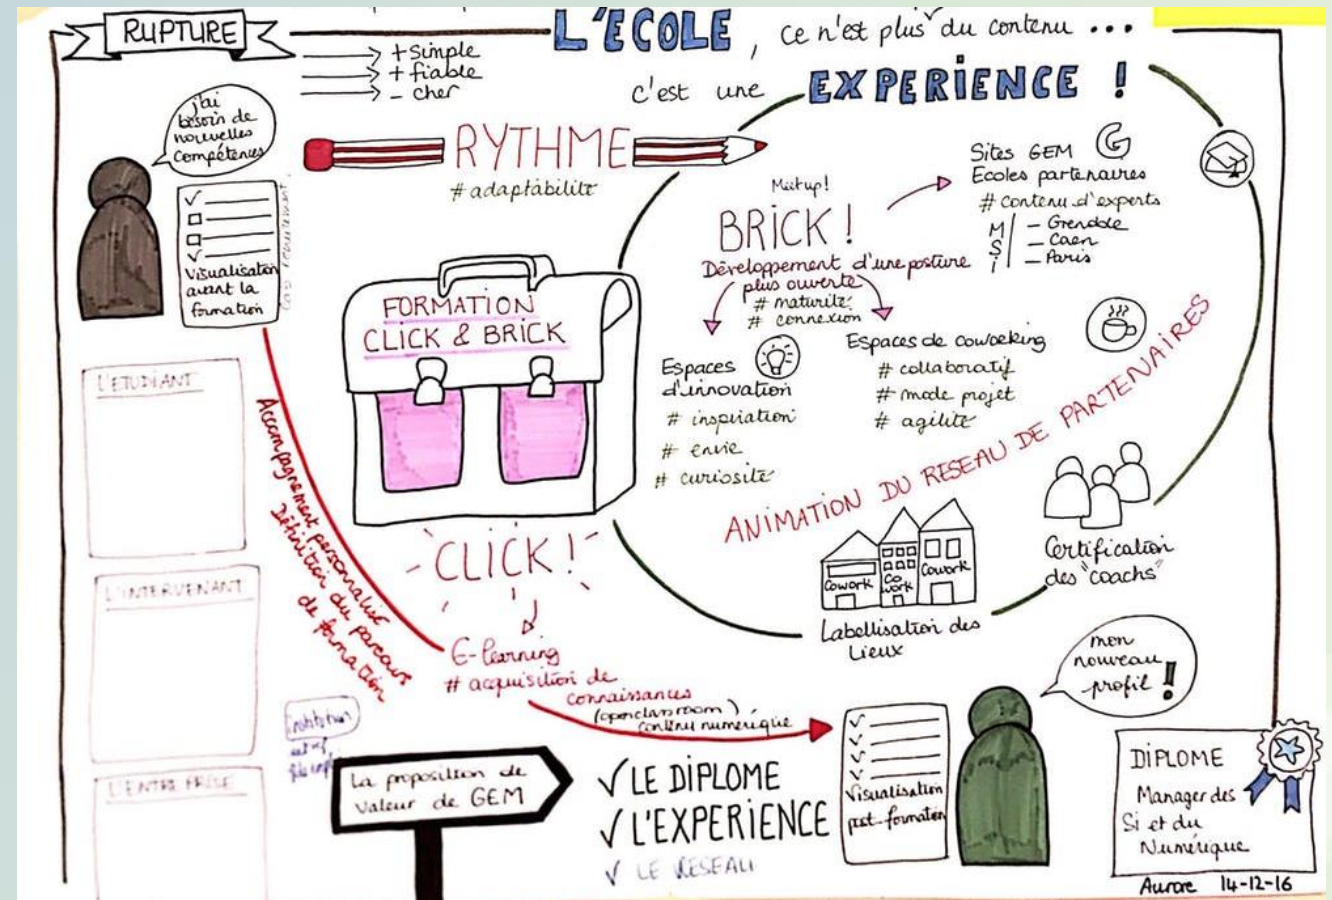 RUPTURE
+ Simple
+ fiable
- cher
L'ÉCOLE, ce n'est plus du contenu ...
c'est une EXPERIENCE !
j'ai
besoin de
nouvelles
compétences
Visualisation
avant la
formation
RYTHME
# adaptabilité
FORMATION
CLICK & BRICK
Meetup!
BRICK !
Développement d'une posture
plus ouverte
# maturité
# connexion
Sites GEM
Ecoles partenaires
# contenu d'experts
MSI
- Grenoble
- Caen
- Paris
Espaces
d'innovation
# inspiration
# envie
# curiosité
Espaces de coworking
# collaboratif
# mode projet
# agilité
ANIMATION DU RESEAU DE PARTENAIRES
Cowork
Co
work
Cowork
Labellisation des
Lieux
Certification
des "coachs"
L'ETUDIANT
L'INTERVENANT
Accompagnement personnalisé
Définition du parcours
de formation
CLICK !
E-learning
# acquisition de
connaissances
(openclassroom)
contenu numérique
La proposition de
valeur de GEM
✓ LE DIPLOME
✓ L'EXPERIENCE
✓ LE RESEAU
Visualisation
post-formation
mon
nouveau
profil !
DIPLOME
Manager des
Si et du
Numérique
Aurore 14-12-16